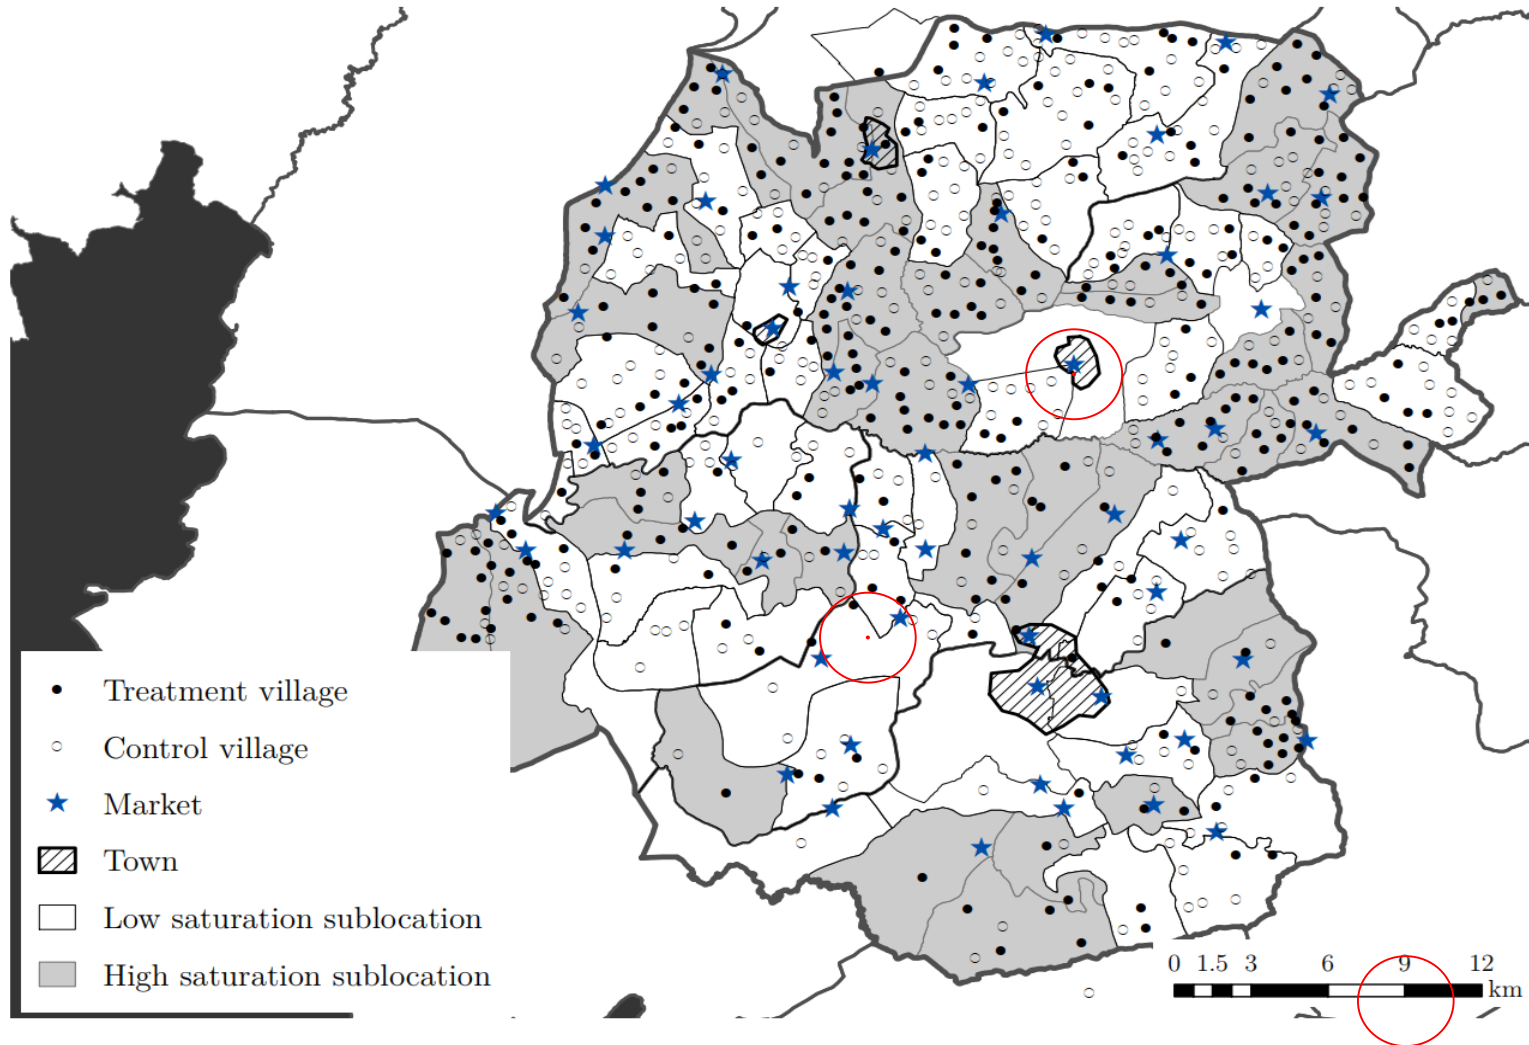 Treatment village
Control village
Market
Town
Low saturation sublocation
High saturation sublocation
0 1.5 3 6 9 12
km